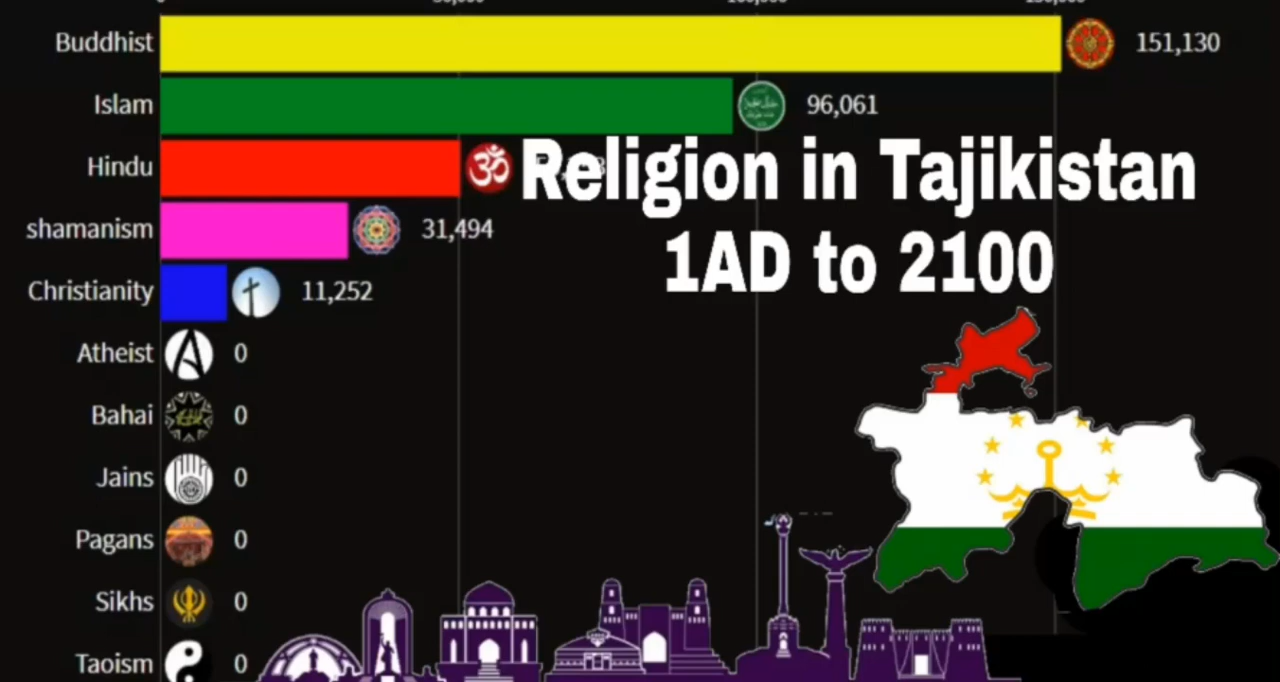 Buddhist 151,130
Islam 96,061
Hindu
Religion in Tajikistan
shamanism 31,494
1AD to 2100
Christianity 11,252
Atheist 0
Bahai 0
Jains 0
Pagans 0
Sikhs 0
Taoism 0